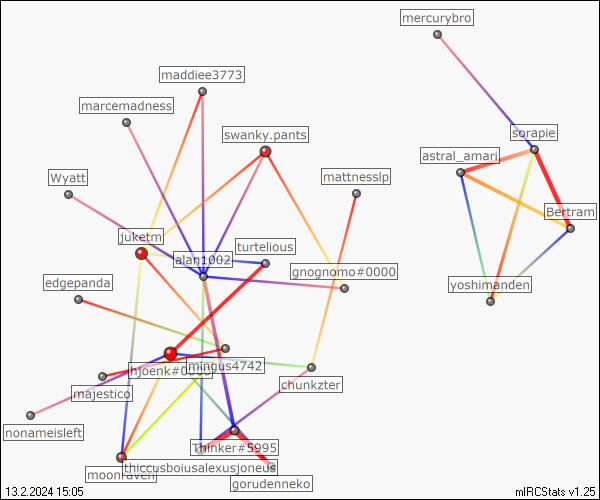 mercurybro
maddiee3773
marcemadness
swanky.pants
sorapie
astral_amari
Wyatt
mattnesslp
Bertram
juketm
turtelious
alan1002
gnognomo#0000
edgepanda
yoshimanden
hjoenk#0000
mingus4742
majestico
chunkzter
nonameisleft
Thinker#5995
moonraven
thiccusboiusalexusjoneus
gorudenneko
13.2.2024 15:05
mIRCStats v1.25